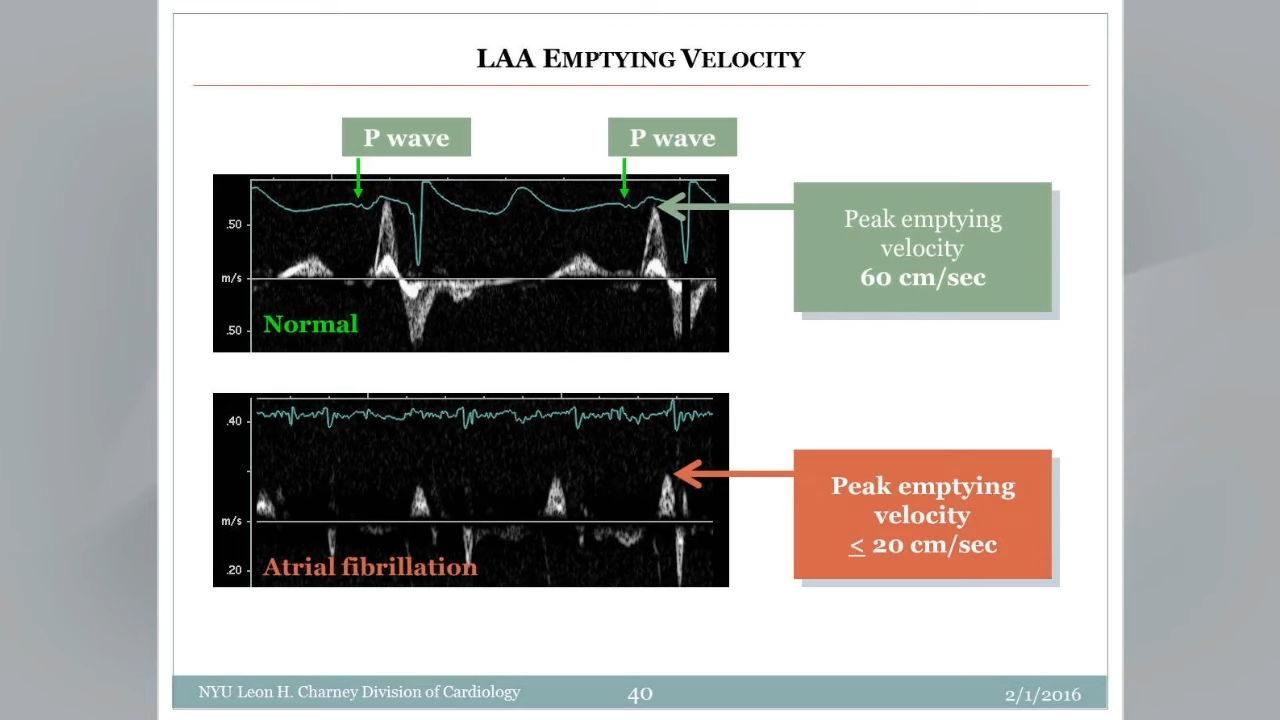 LAA EMPTYING VELOCITY
P wave
P wave
.50
m/s
.50
Normal
Peak emptying
velocity
60 cm/sec
.40
m/s
.20
Atrial fibrillation
Peak emptying
velocity
≤ 20 cm/sec
NYU Leon H. Charney Division of Cardiology
40
2/1/2016